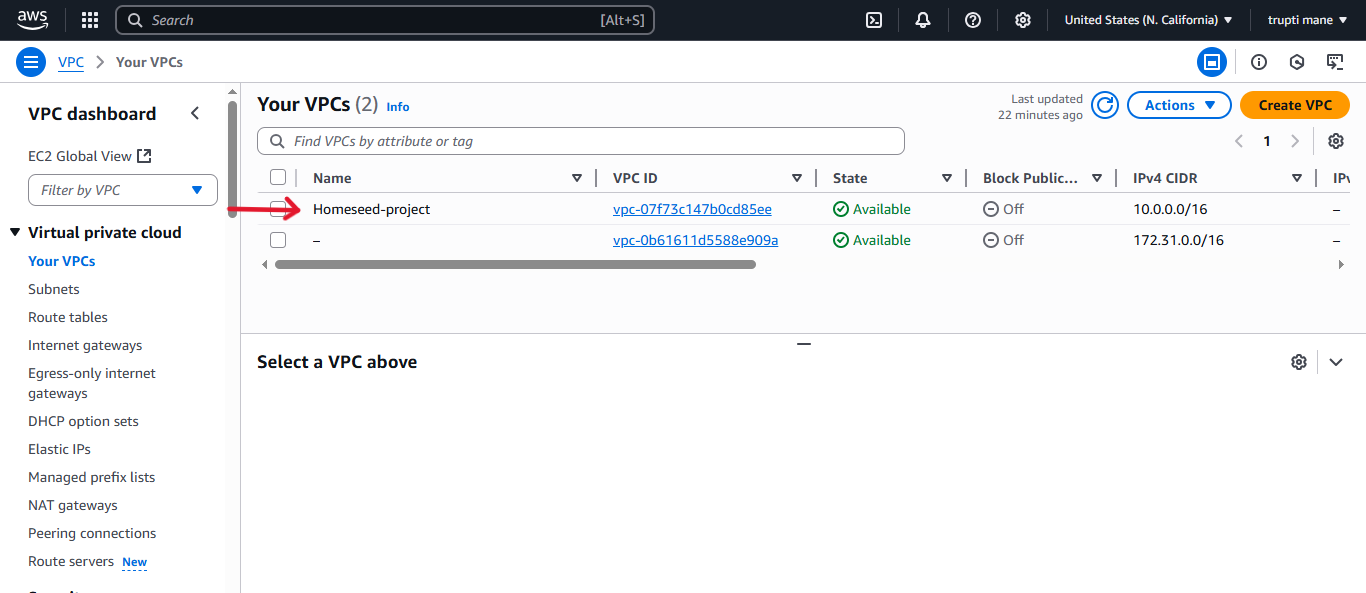 aws
Search [Alt+S] United States (N. California) trupti mane
VPC Your VPCs
VPC dashboard
EC2 Global View
Filter by VPC
Virtual private cloud
Your VPCs
Subnets
Route tables
Internet gateways
Egress-only internet
gateways
DHCP option sets
Elastic IPs
Managed prefix lists
NAT gateways
Peering connections
Route servers New
Your VPCs (2) Info
Last updated
22 minutes ago
Actions
Create VPC
Find VPCs by attribute or tag
1
Name VPC ID State Block Public... IPv4 CIDR
Homeseed-project vpc-07f73c147b0cd85ee Available Off 10.0.0.0/16 –
– vpc-0b61611d5588e909a Available Off 172.31.0.0/16 –
Select a VPC above